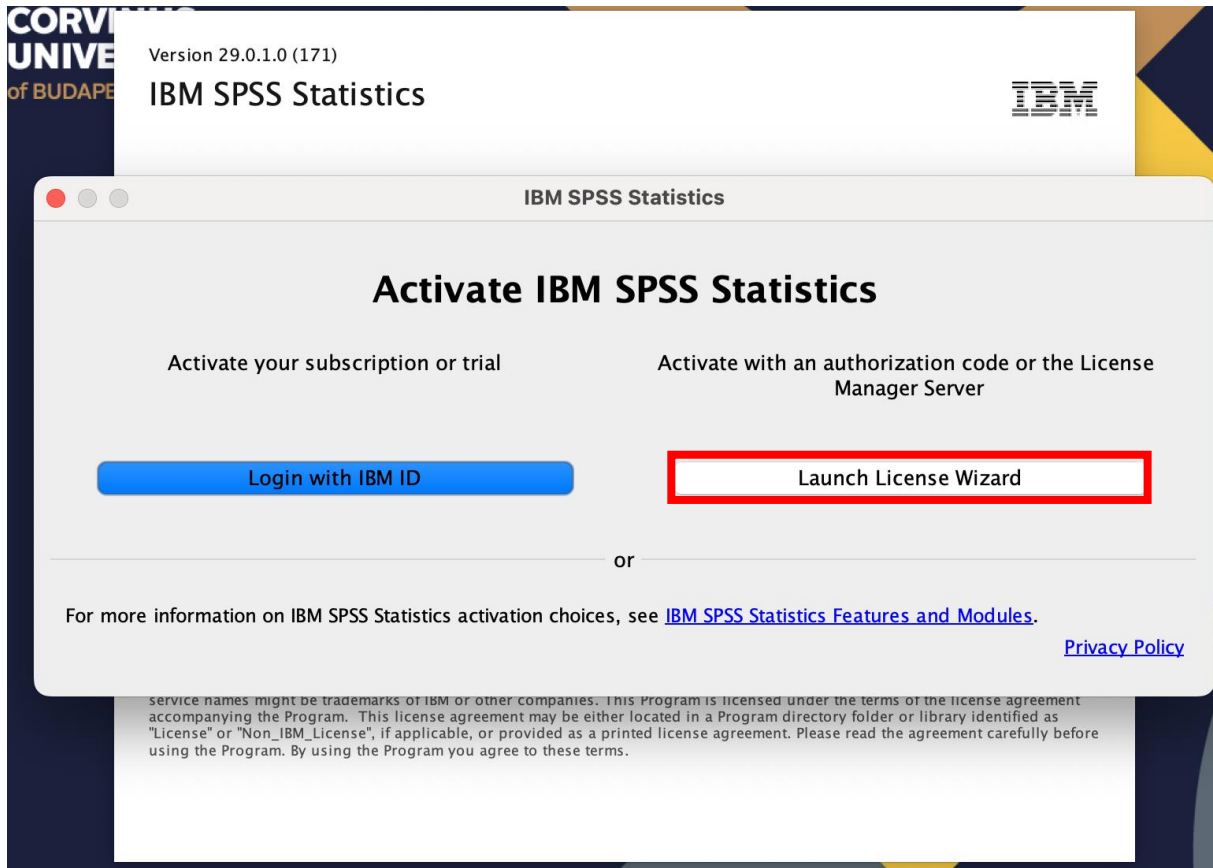 CORVINUS
UNIVE
of BUDAPE
Version 29.0.1.0 (171)
IBM SPSS Statistics
IBM
IBM SPSS Statistics
Activate IBM SPSS Statistics
Activate your subscription or trial
Activate with an authorization code or the License
Manager Server
Login with IBM ID
Launch License Wizard
or
For more information on IBM SPSS Statistics activation choices, see IBM SPSS Statistics Features and Modules.
Privacy Policy
service names might be trademarks of IBM or other companies. This Program is licensed under the terms of the license agreement
accompanying the Program. This license agreement may be either located in a Program directory folder or library identified as
"License" or "Non_IBM_License", if applicable, or provided as a printed license agreement. Please read the agreement carefully before
using the Program. By using the Program you agree to these terms.